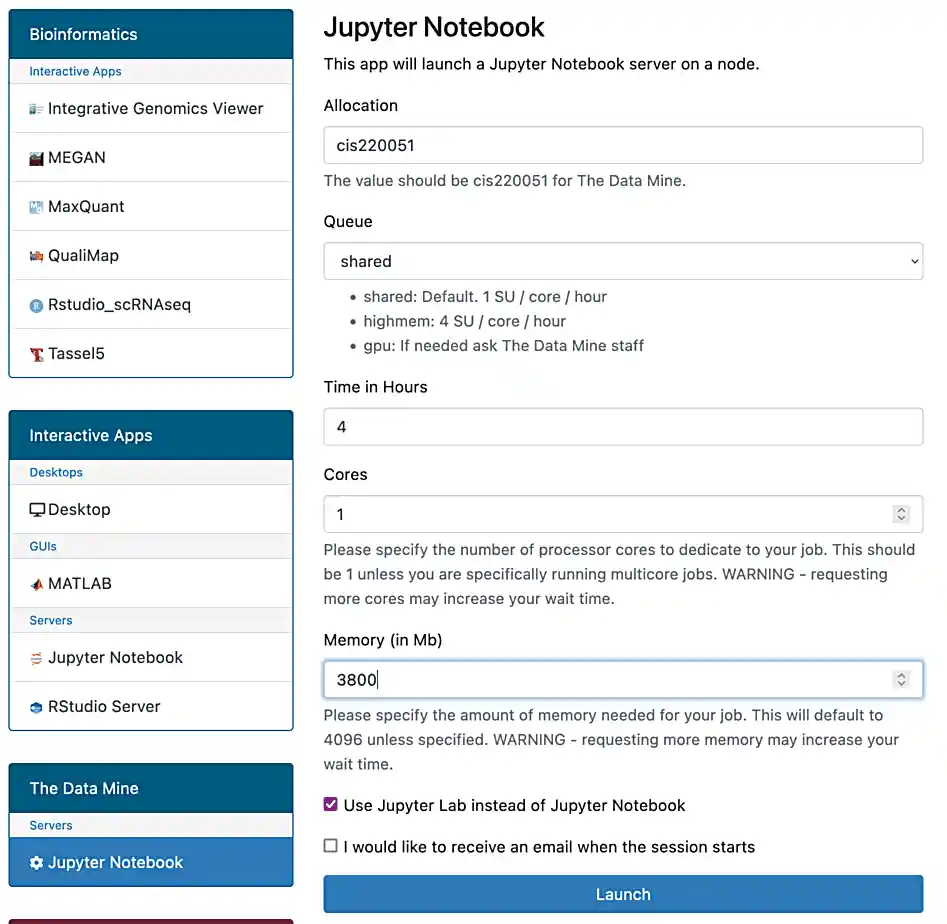 Bioinformatics
Interactive Apps
Integrative Genomics Viewer
MEGAN
MaxQuant
QualiMap
Rstudio_scRNAseq
Tassel5
Interactive Apps
Desktops
Desktop
GUIs
MATLAB
Servers
Jupyter Notebook
RStudio Server
The Data Mine
Servers
Jupyter Notebook
Jupyter Notebook
This app will launch a Jupyter Notebook server on a node.
Allocation
cis220051
The value should be cis220051 for The Data Mine.
Queue
shared
• shared: Default. 1 SU / core / hour
• highmem: 4 SU / core / hour
• gpu: If needed ask The Data Mine staff
Time in Hours
4
Cores
1
Please specify the number of processor cores to dedicate to your job. This should
be 1 unless you are specifically running multicore jobs. WARNING - requesting
more cores may increase your wait time.
Memory (in Mb)
3800
Please specify the amount of memory needed for your job. This will default to
4096 unless specified. WARNING - requesting more memory may increase your
wait time.
Use Jupyter Lab instead of Jupyter Notebook
I would like to receive an email when the session starts
Launch